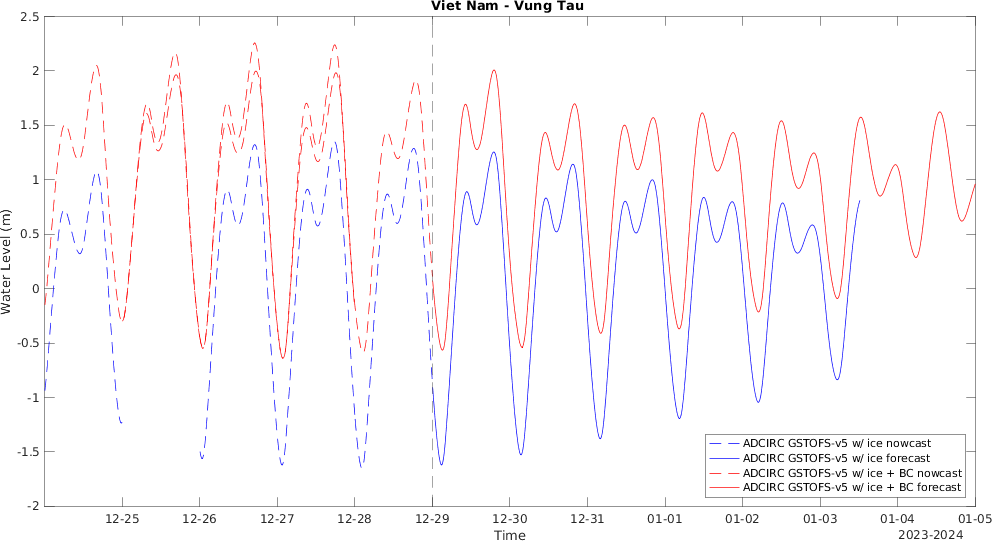 Viet Nam - Vung Tau
2.5
2
1.5
1
0.5
0
-0.5
-1
-1.5
-2
Water Level (m)
ADCIRC GSTOFS-v5 w/ ice nowcast
ADCIRC GSTOFS-v5 w/ ice forecast
ADCIRC GSTOFS-v5 w/ ice + BC nowcast
ADCIRC GSTOFS-v5 w/ ice + BC forecast
12-25 12-26 12-27 12-28 12-29 12-30 12-31 01-01 01-02 01-03 01-04 01-05
Time
2023-2024